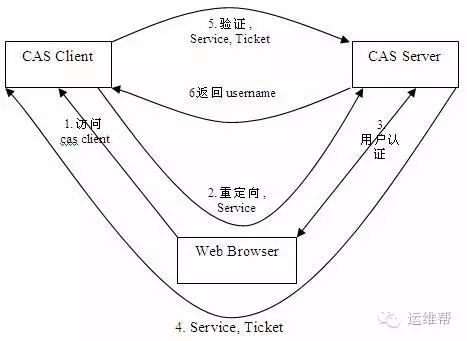 5.验证,
Service, Ticket
CAS Client
CAS Server
6返回 username
1.访问
cas client
3.
用户认
证
2.重定向,
Service
Web Browser
4. Service, Ticket
运维帮